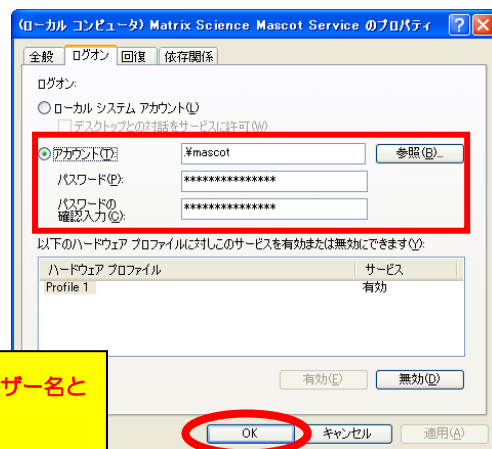 (ローカル コンピュータ) Matrix Science Mascot Service のプロパティ
全般 ログオン 回復 依存関係
ログオン:
ローカル システム アカウント(L)
デスクトップとの対話をサービスに許可(W)
アカウント(T): .¥mascot 参照(B)...
パスワード(P): ***************
パスワードの
確認入力(C): ***************
以下のハードウェア プロファイルに対しこのサービスを有効または無効にできます(Y):
ハードウェア プロファイル サービス
Profile 1 有効
ザー名と
有効(E) 無効(D)
OK キャンセル 適用(A)